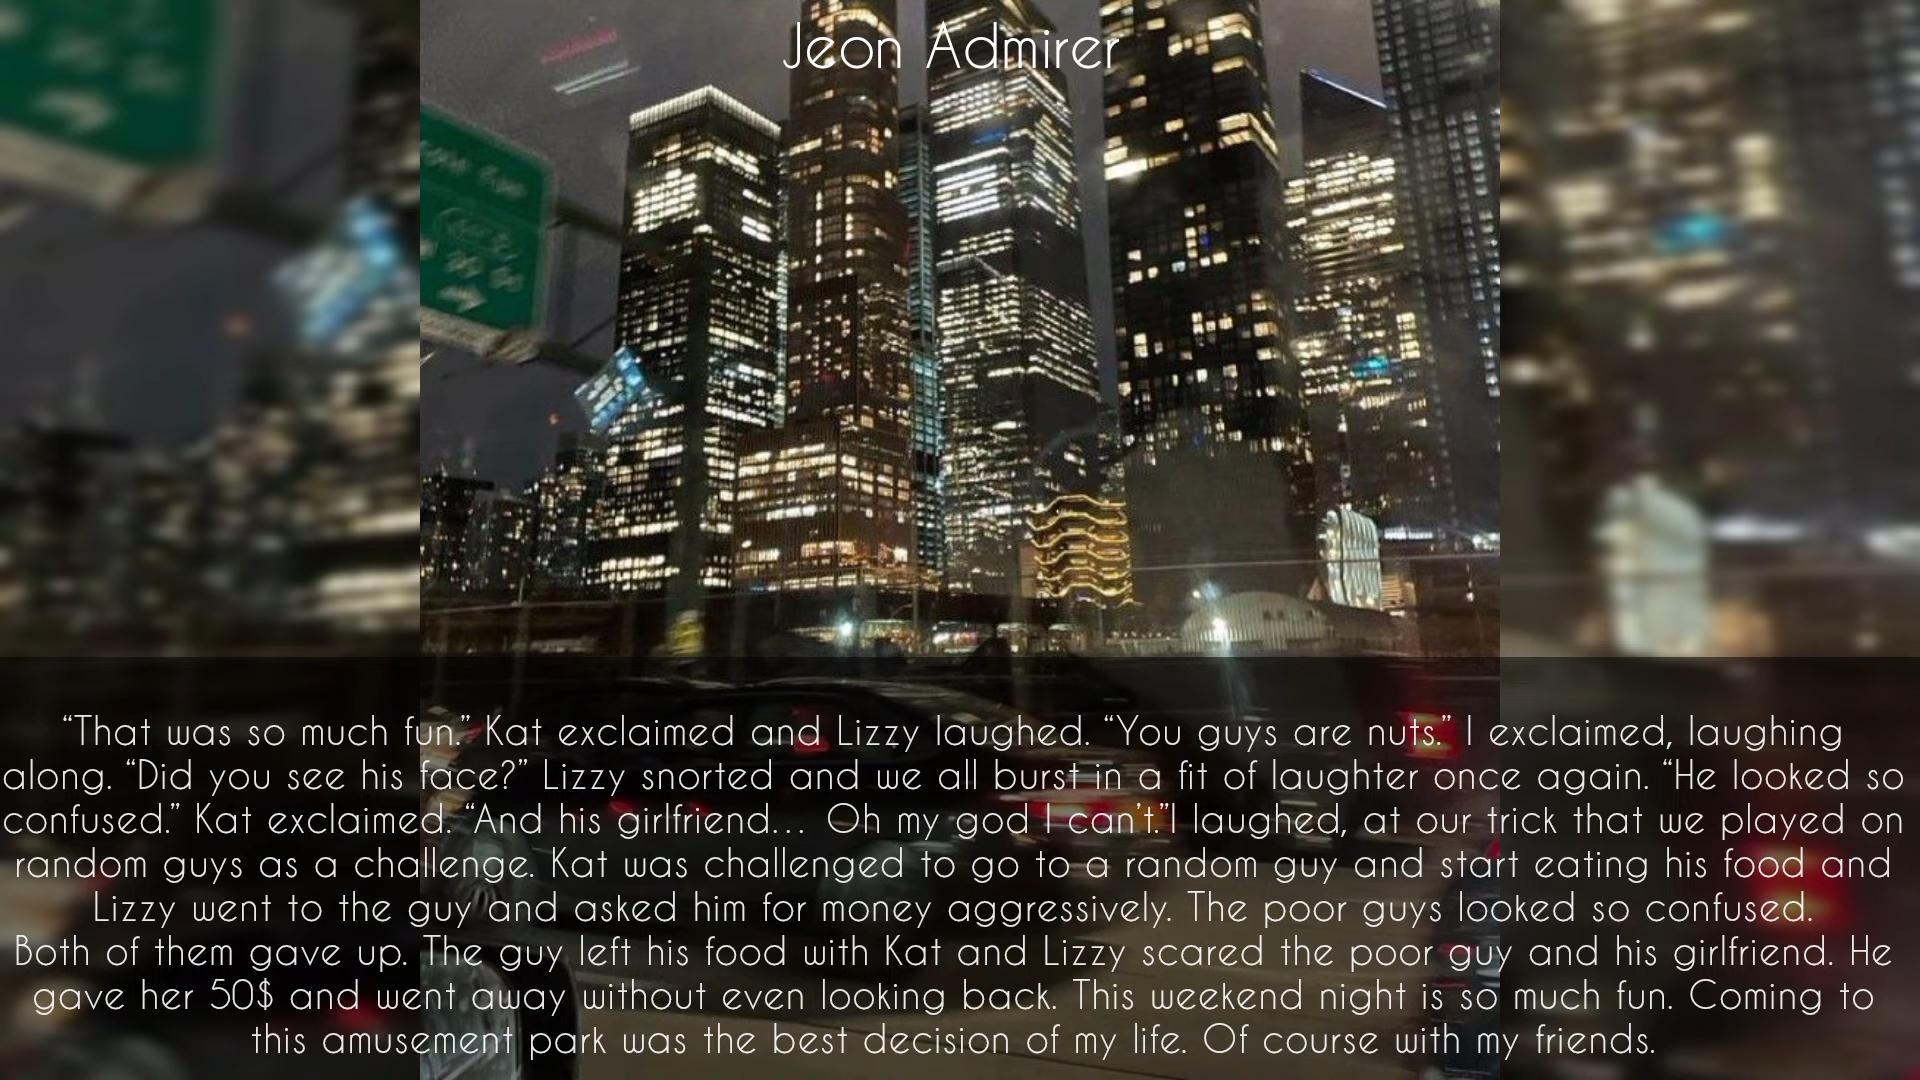 Jeon Admirer
“That was so much fun.” Kat exclaimed and Lizzy laughed. “You guys are nuts.” I exclaimed, laughing
along. “Did you see his face?” Lizzy snorted and we all burst in a fit of laughter once again. “He looked so
confused.” Kat exclaimed. “And his girlfriend... Oh my god I can't.”I laughed, at our trick that we played on
random guys as a challenge. Kat was challenged to go to a random guy and start eating his food and
Lizzy went to the guy and asked him for money aggressively. The poor guys looked so confused.
Both of them gave up. The guy left his food with Kat and Lizzy scared the poor guy and his girlfriend. He
gave her 50$ and went away without even looking back. This weekend night is so much fun. Coming to
this amusement park was the best decision of my life. Of course with my friends.